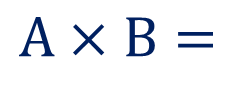 A × B =